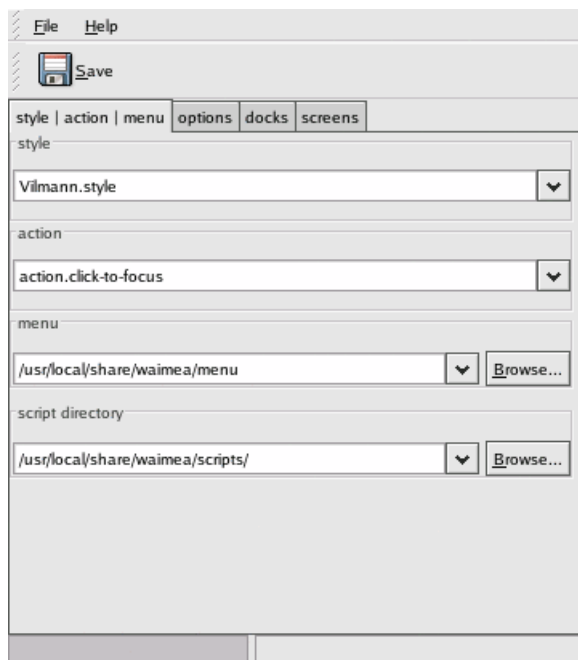 File Help
Save
style | action | menu options docks screens
style
Vilmann.style
action
action.click-to-focus
menu
/usr/local/share/waimea/menu Browse...
script directory
/usr/local/share/waimea/scripts/ Browse...